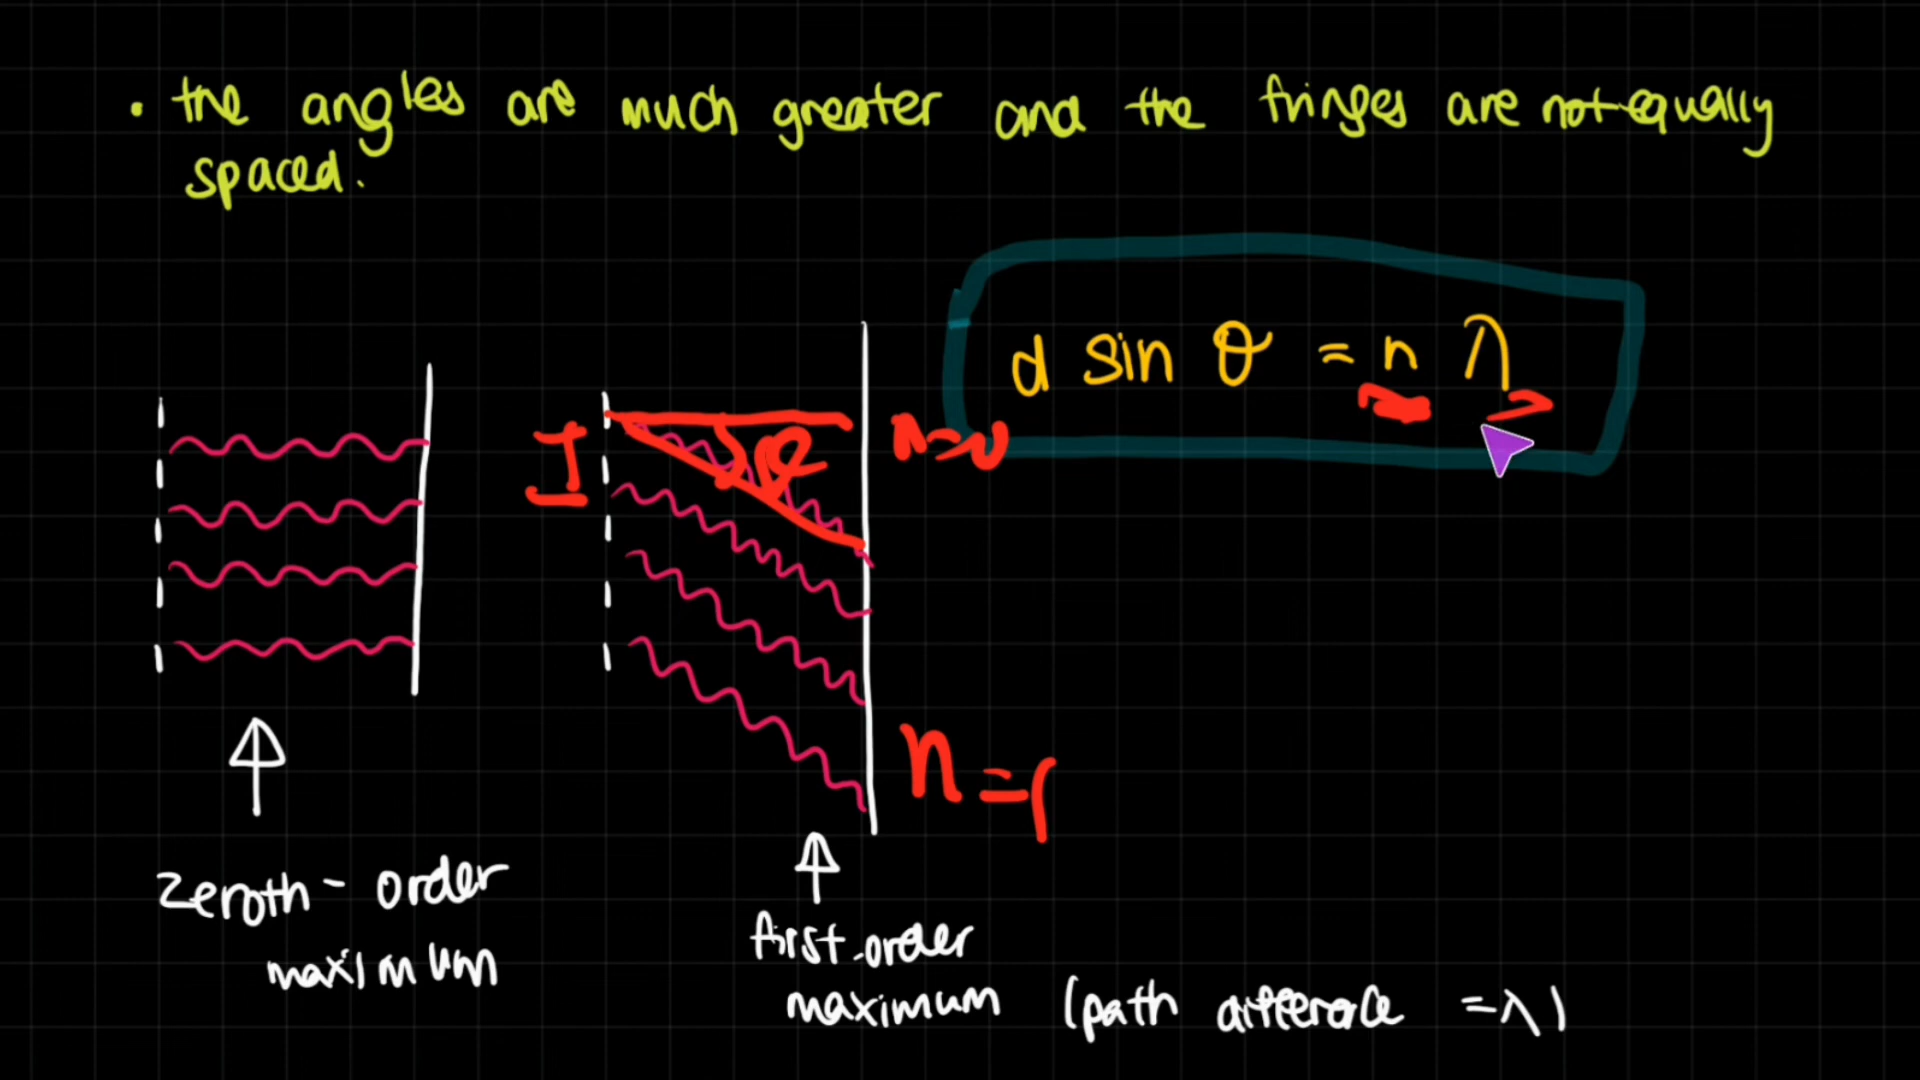 • the angles are much greater and the fringes are not equally
spaced.
d sin θ = n λ
I
θ
n=0
n=1
zeroth-order
maximum
first-order
maximum (path difference = λ)